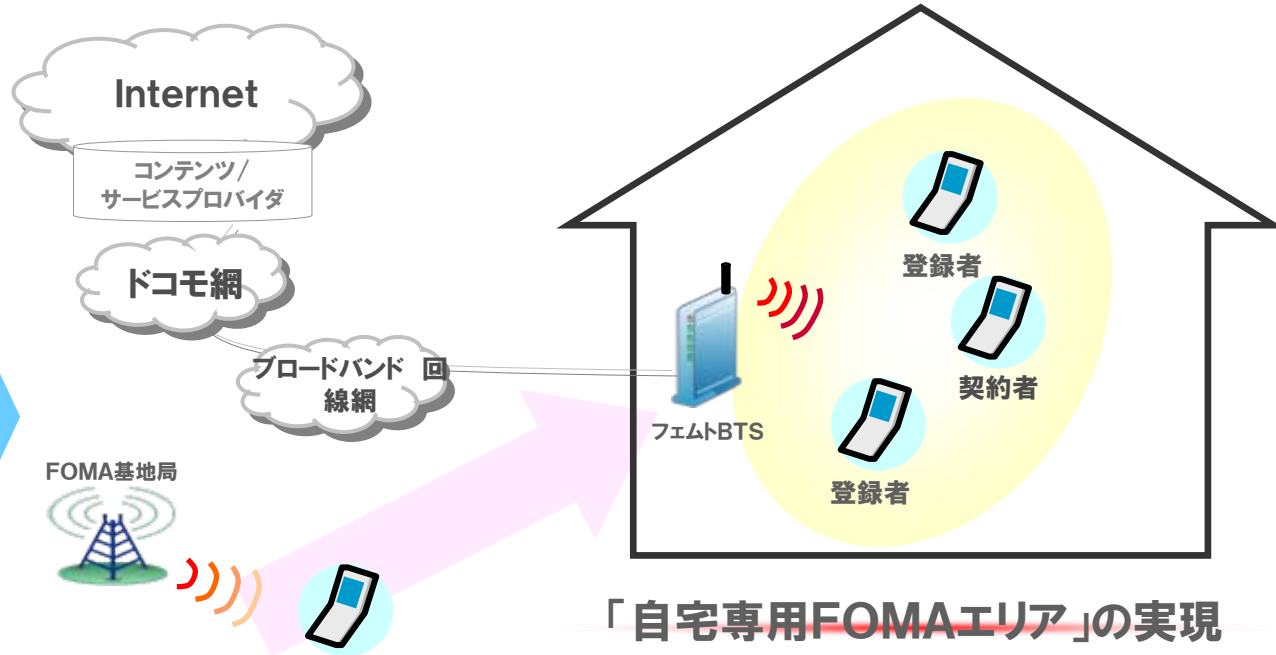 Internet
コンテンツ/
サービスプロバイダ
ドコモ網
ブロードバンド 回
線網
FOMA基地局
フェムトBTS
登録者
契約者
登録者
「自宅専用FOMAエリア」の実現